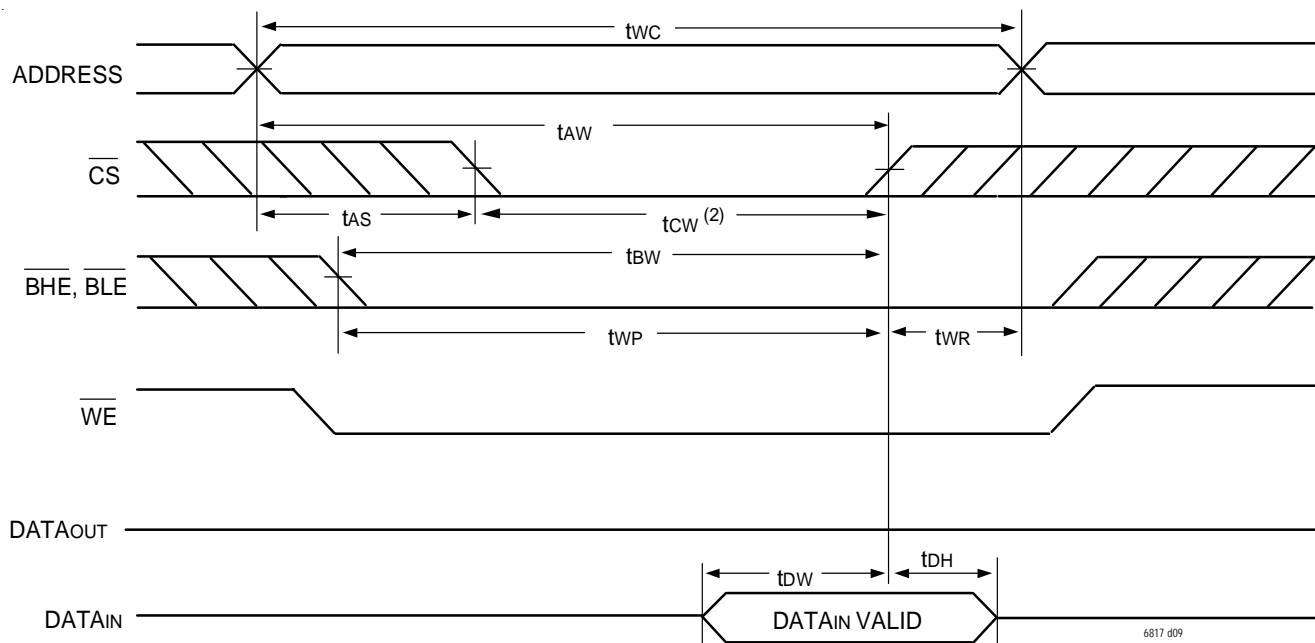 tWC
ADDRESS
tAW
CS
tAS
tCW (2)
tBW
BHE, BLE
tWP
tWR
WE
DATAOUT
tDW
tDH
DATAIN
DATAIN VALID
6817 d09